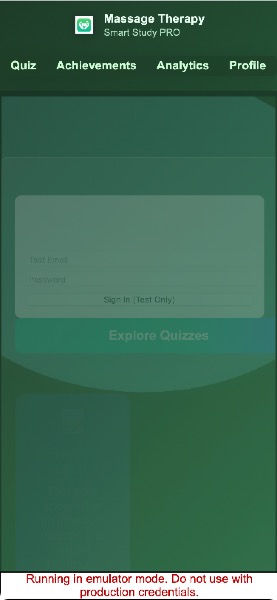 Massage Therapy
Smart Study PRO
Quiz Achievements Analytics Profile
Test Email
Password
Sign In (Test Only)
Explore Quizzes
Running in emulator mode. Do not use with
production credentials.